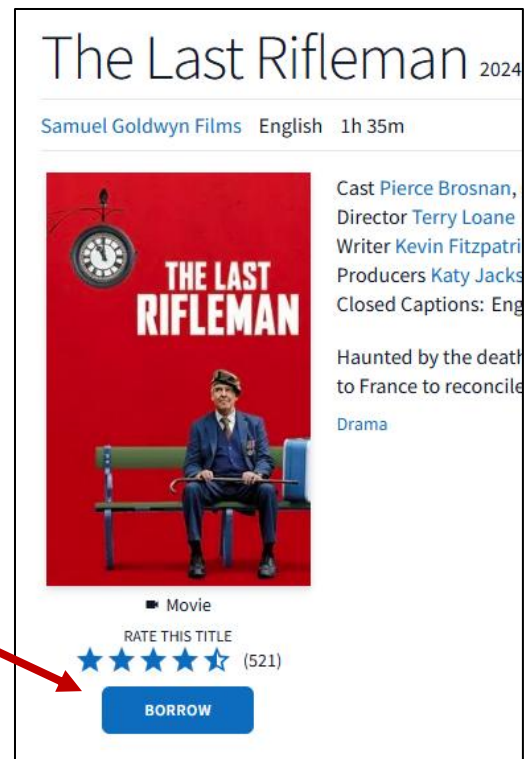 The Last Rifleman 2024
Samuel Goldwyn Films English 1h 35m
Cast Pierce Brosnan,
Director Terry Loane
Writer Kevin Fitzpatri
Producers Katy Jacks
Closed Captions: Eng
Haunted by the death
to France to reconcile
Drama
THE LAST
RIFLEMAN
Movie
RATE THIS TITLE
(521)
BORROW